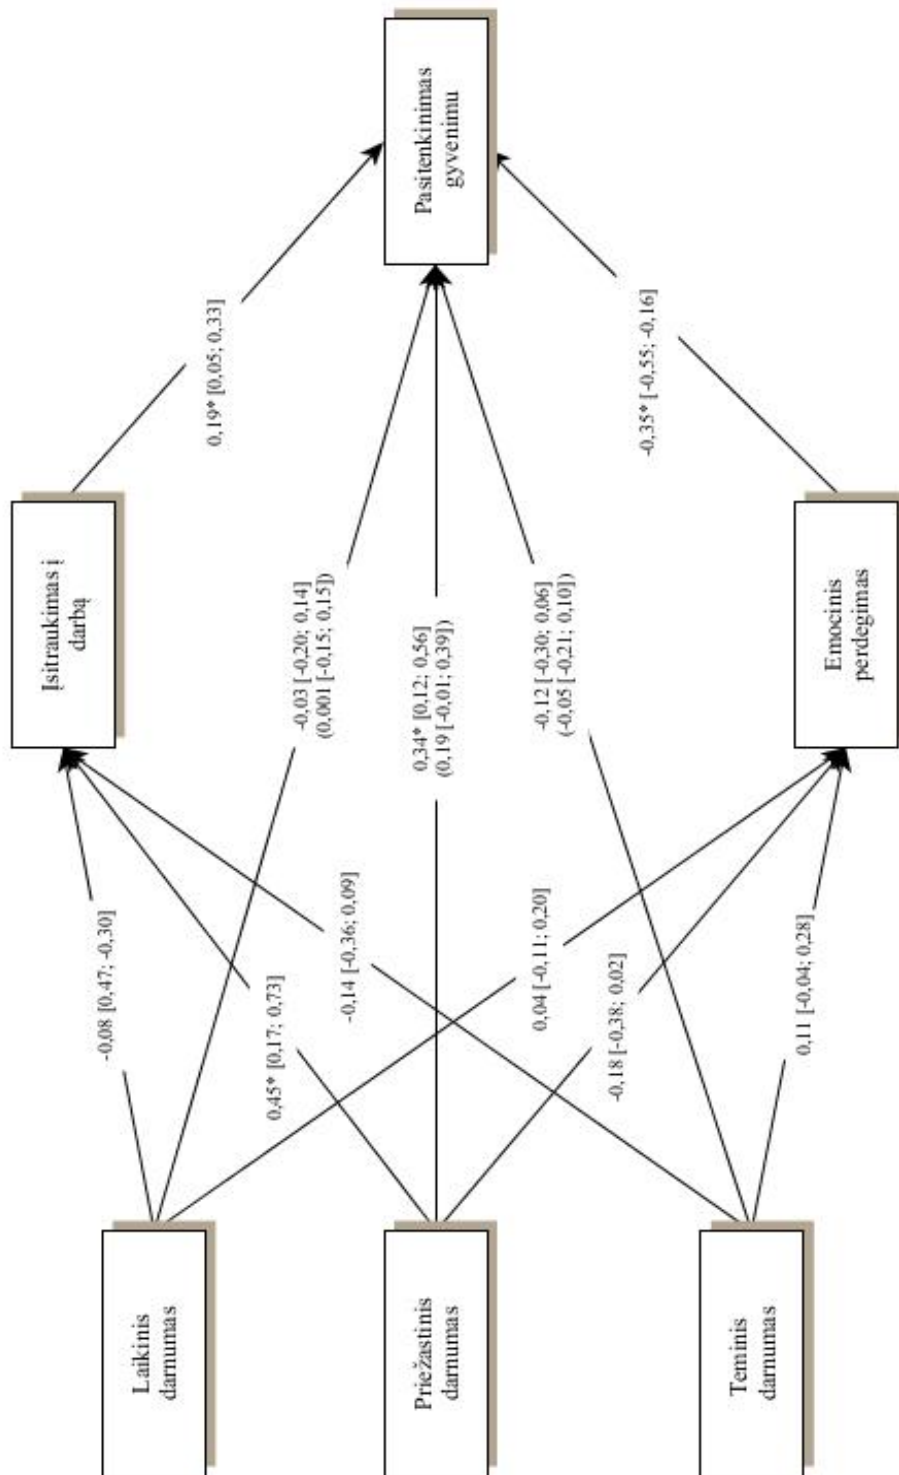 Įsitraukimas į
darbą
Laikinis
darnumas
Priežastinis
darnumas
Teminis
darnumas
Pasitenkinimas
gyvenimu
Emocinis
perdegimas
-0,08 [0,47; -0,30]
0,19* [0,05; 0,33]
0,45* [0,17; 0,73]
-0,14 [-0,36; 0,09]
-0,03 [-0,20; 0,14]
(0,001 [-0,15; 0,15])
0,34* [0,12; 0,56]
(0,19 [-0,01; 0,39])
-0,12 [-0,30; 0,06]
(-0,05 [-0,21; 0,10])
0,04 [-0,11; 0,20]
-0,18 [-0,38; 0,02]
0,11 [-0,04; 0,28]
-0,35* [-0,55; -0,16]